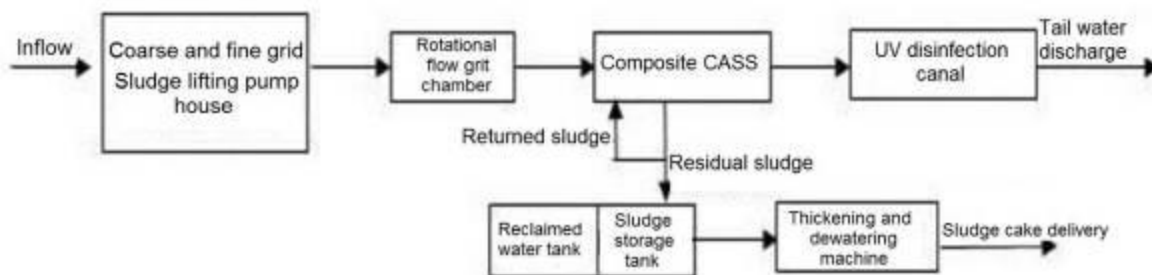 Inflow
Coarse and fine grid
Sludge lifting pump
house
Rotational
flow grit
chamber
Composite CASS
UV disinfection
canal
Tail water
discharge
Returned sludge
Residual sludge
Reclaimed
water tank
Sludge
storage
tank
Thickening and
dewatering
machine
Sludge cake delivery